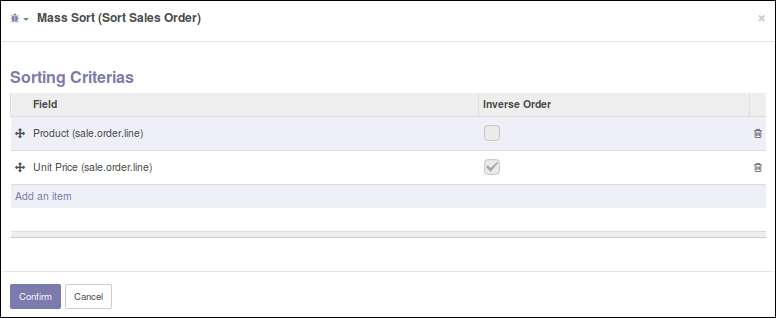 Mass Sort (Sort Sales Order)
×
Sorting Criterias
Field Inverse Order
Product (sale.order.line)
Unit Price (sale.order.line)
Add an item
Confirm Cancel